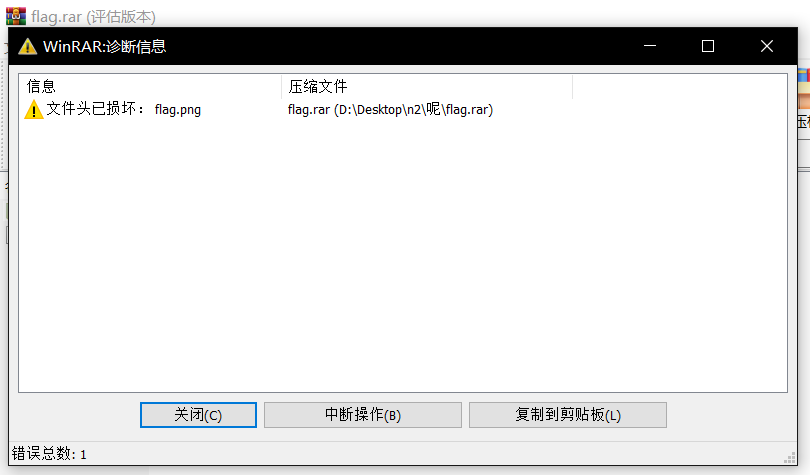 flag.rar (评估版本)
WinRAR:诊断信息
信息 压缩文件
文件头已损坏： flag.png flag.rar (D:\Desktop\n2\呢\flag.rar)
关闭(C) 中断操作(B) 复制到剪贴板(L)
错误总数: 1